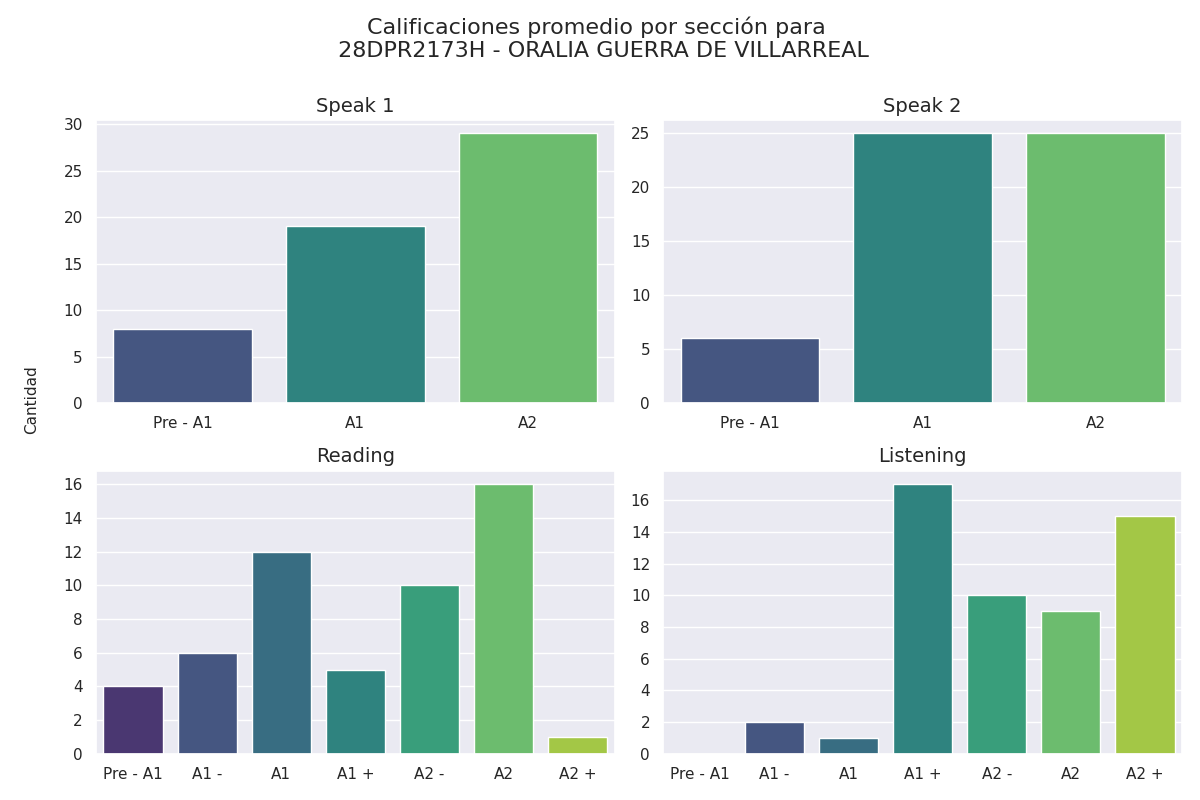 Calificaciones promedio por sección para
28DPR2173H - ORALIA GUERRA DE VILLARREAL
Cantidad
Speak 1
30
25
20
15
10
5
0
Pre - A1 A1 A2
Speak 2
25
20
15
10
5
0
Pre - A1 A1 A2
Reading
16
14
12
10
8
6
4
2
0
Pre - A1 A1 - A1 A1 + A2 - A2 A2 +
Listening
16
14
12
10
8
6
4
2
0
Pre - A1 A1 - A1 A1 + A2 - A2 A2 +